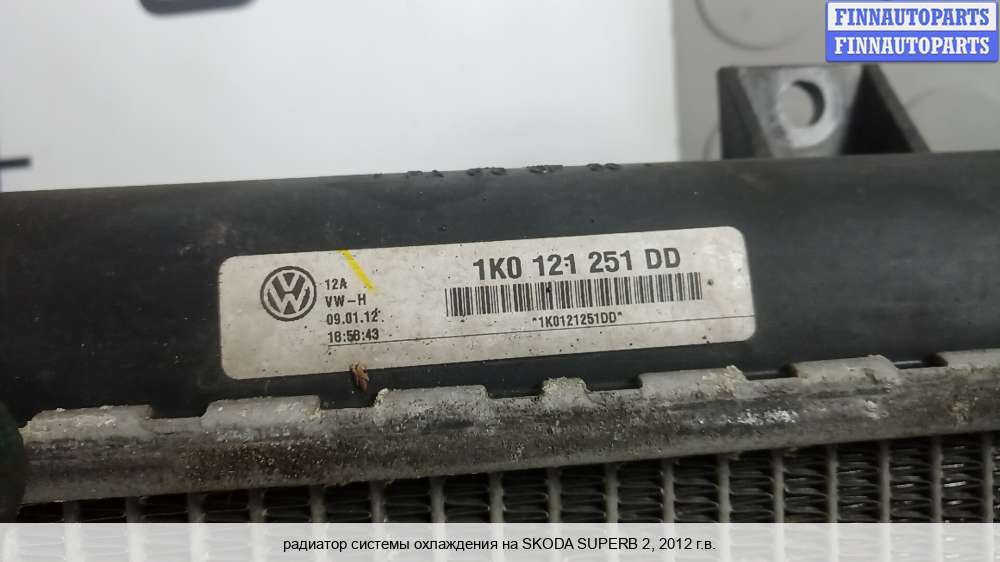 FINNAUTOPARTS
FINNAUTOPARTS
1K0 121 251 DD
12A
VW-H
09.01.12
16:56:43
*1K0121251DD*
радиатор системы охлаждения на SKODA SUPERB 2, 2012 г.в.